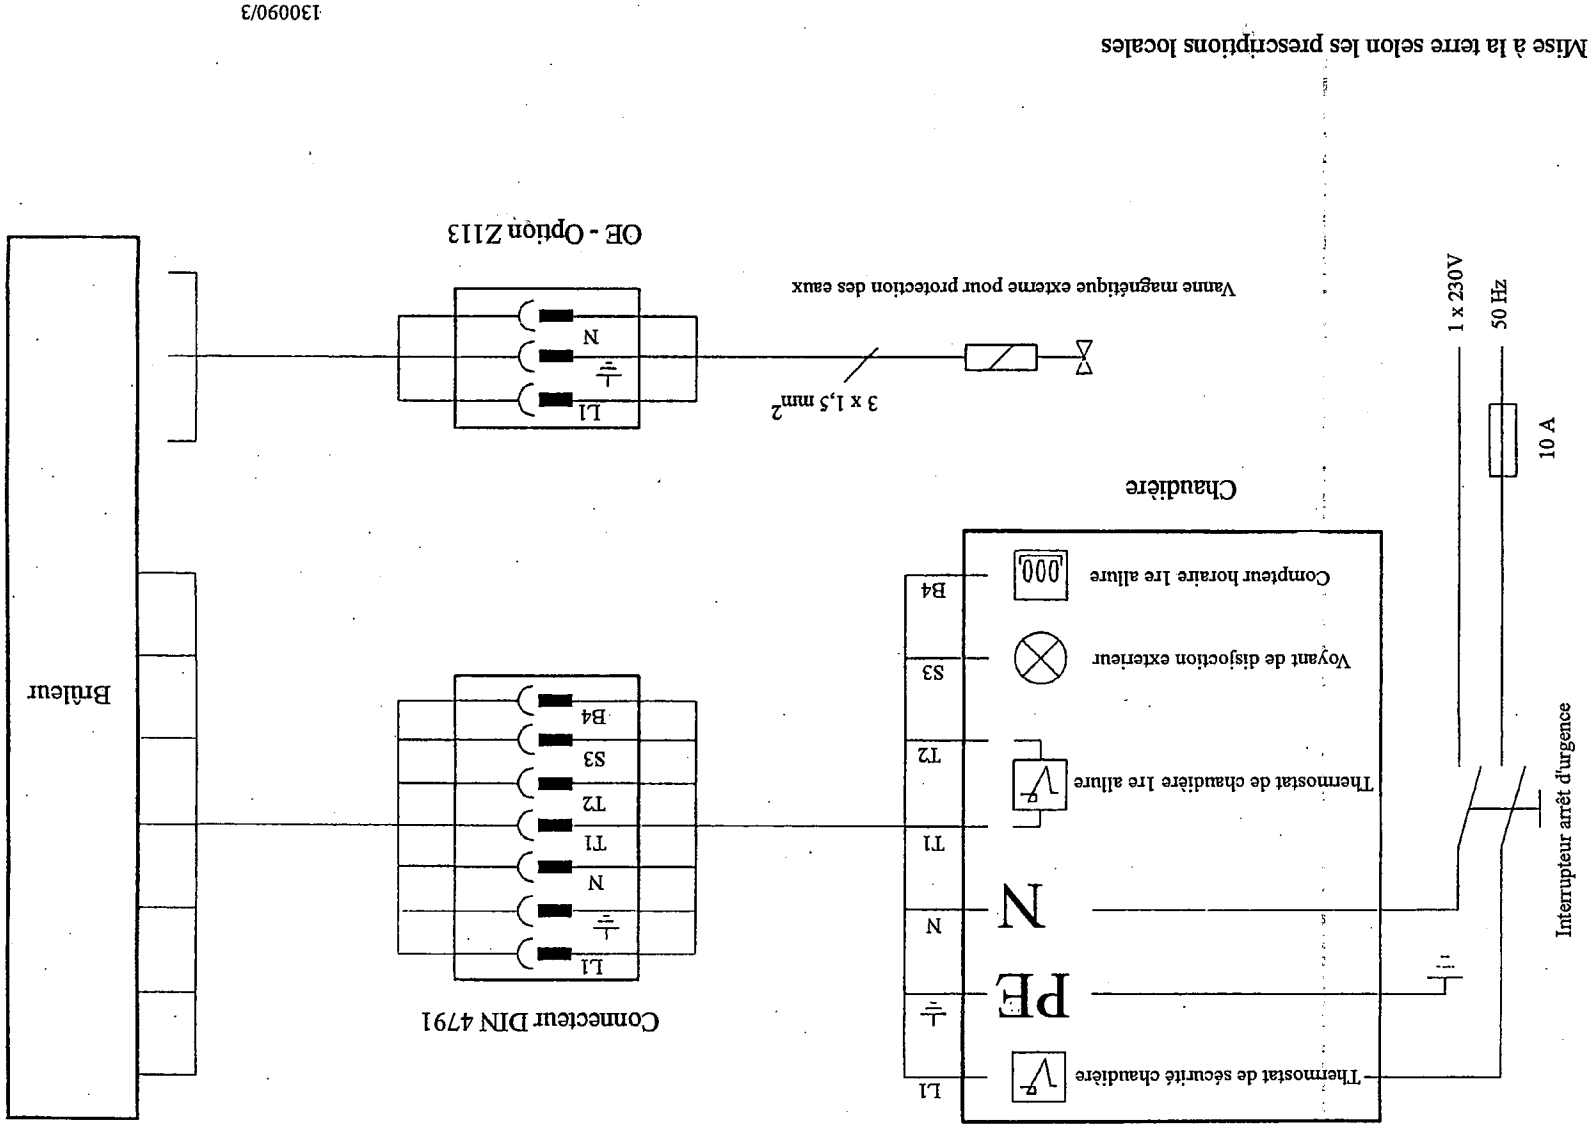 Mise à la terre selon les prescriptions locales
130090/3
Thermostat de sécurité chaudière
L1
PE
N
N
Thermostat de chaudière 1re allure
T1
T2
Voyant de disjoction exterieur
S3
Compteur horaire 1re allure
000
B4
Chaudière
Connecteur DIN 4791
L1
N
T1
T2
S3
B4
Brûleur
3 x 1,5 mm²
L1
N
Vanne magnétique externe pour protection des eaux
OE - Option Z113
1 x 230V
50 Hz
10 A
Interrupteur arrêt d'urgence